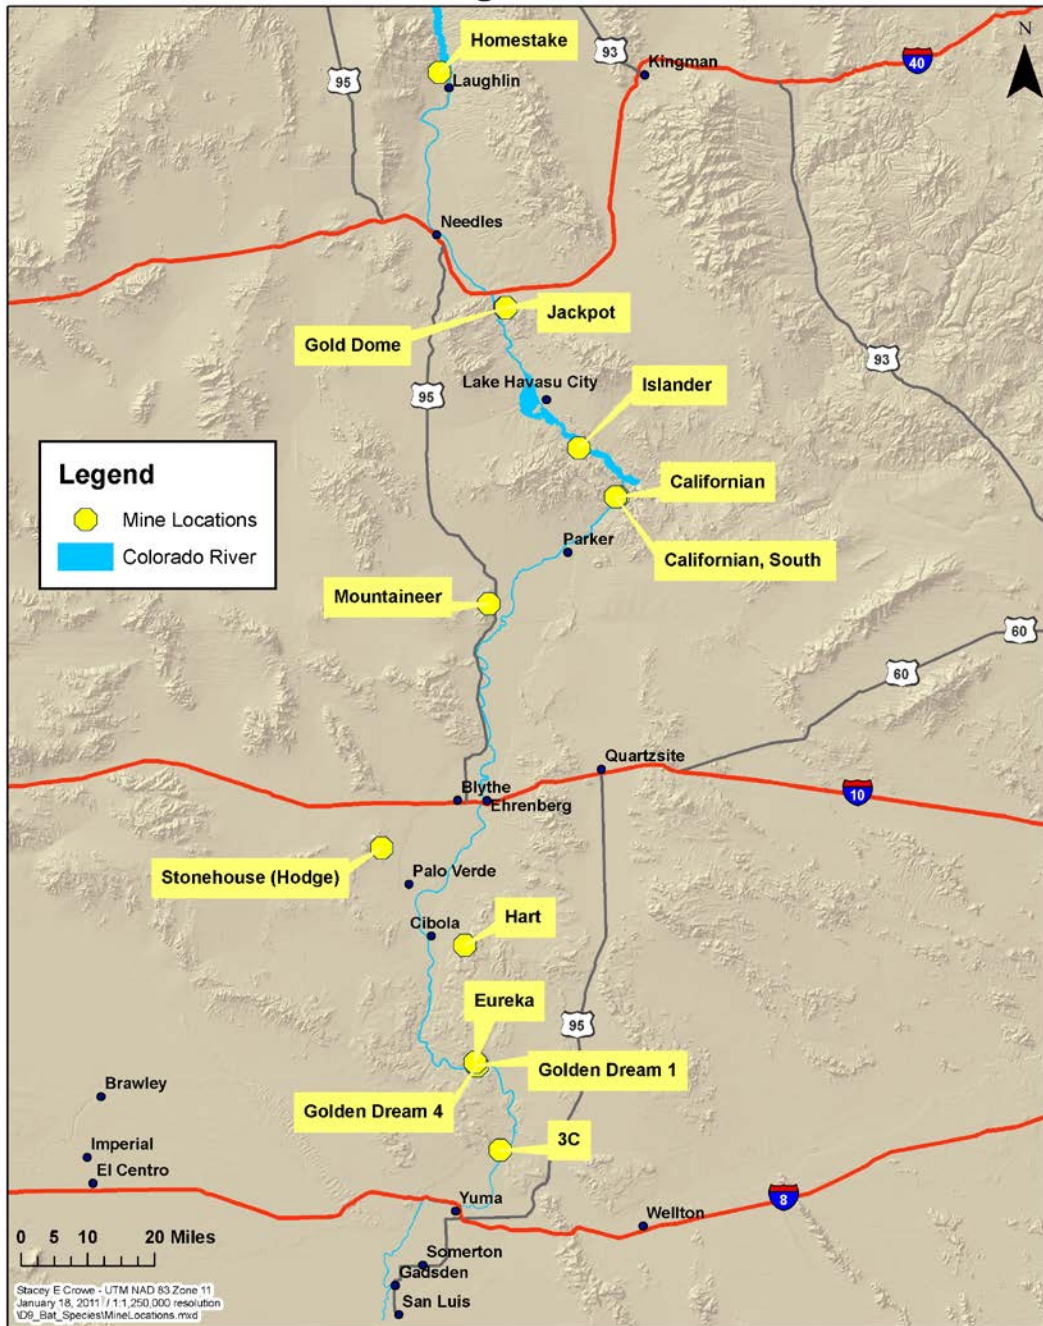 Homestake
93
95
Laughlin
Kingman
40
N
Needles
Jackpot
Gold Dome
93
95
Lake Havasu City
Islander
Legend
Mine Locations
Colorado River
Californian
Parker
Californian, South
Mountaineer
60
60
Quartzsite
Blythe
Ehrenberg
10
Stonehouse (Hodge)
Palo Verde
Cibola
Hart
Eureka
95
Golden Dream 1
Golden Dream 4
Brawley
3C
Imperial
El Centro
Yuma
8
Wellton
0 5 10 20 Miles
Somerton
Gadsden
San Luis
Stacey E Crowe - UTM NAD 83 Zone 11
January 18, 2011 / 1:1,250,000 resolution
\D9_Bat_Species\MineLocations.mxd